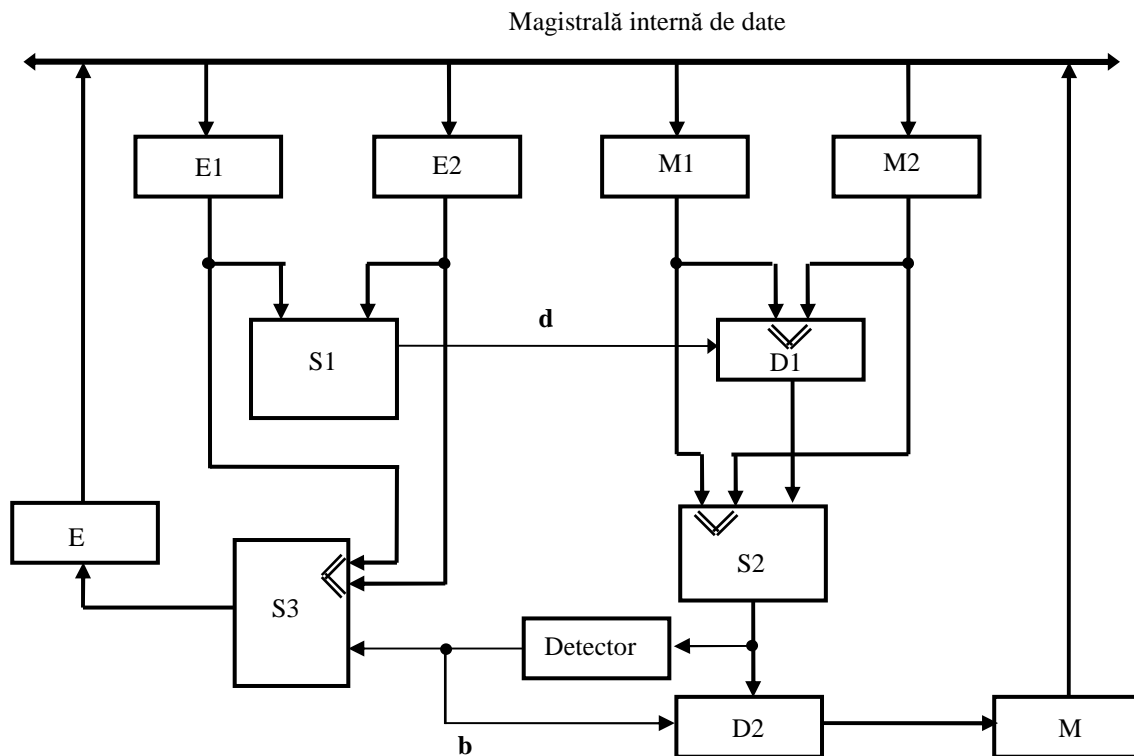 Magistrală internă de date
E1
E2
M1
M2
d
S1
D1
E
S2
S3
Detector
b
D2
M